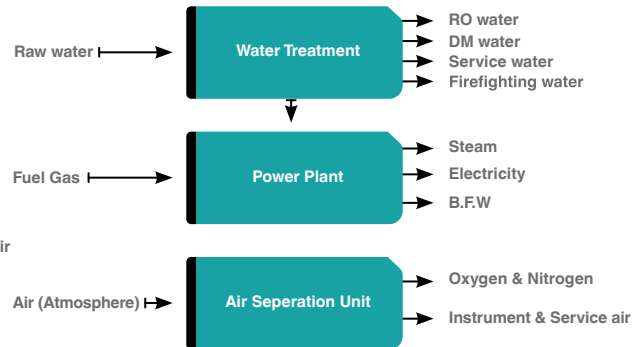 Raw water
Water Treatment
RO water
DM water
Service water
Firefighting water
Fuel Gas
Power Plant
Steam
Electricity
B.F.W
ir
Air (Atmosphere)
Air Seperation Unit
Oxygen & Nitrogen
Instrument & Service air